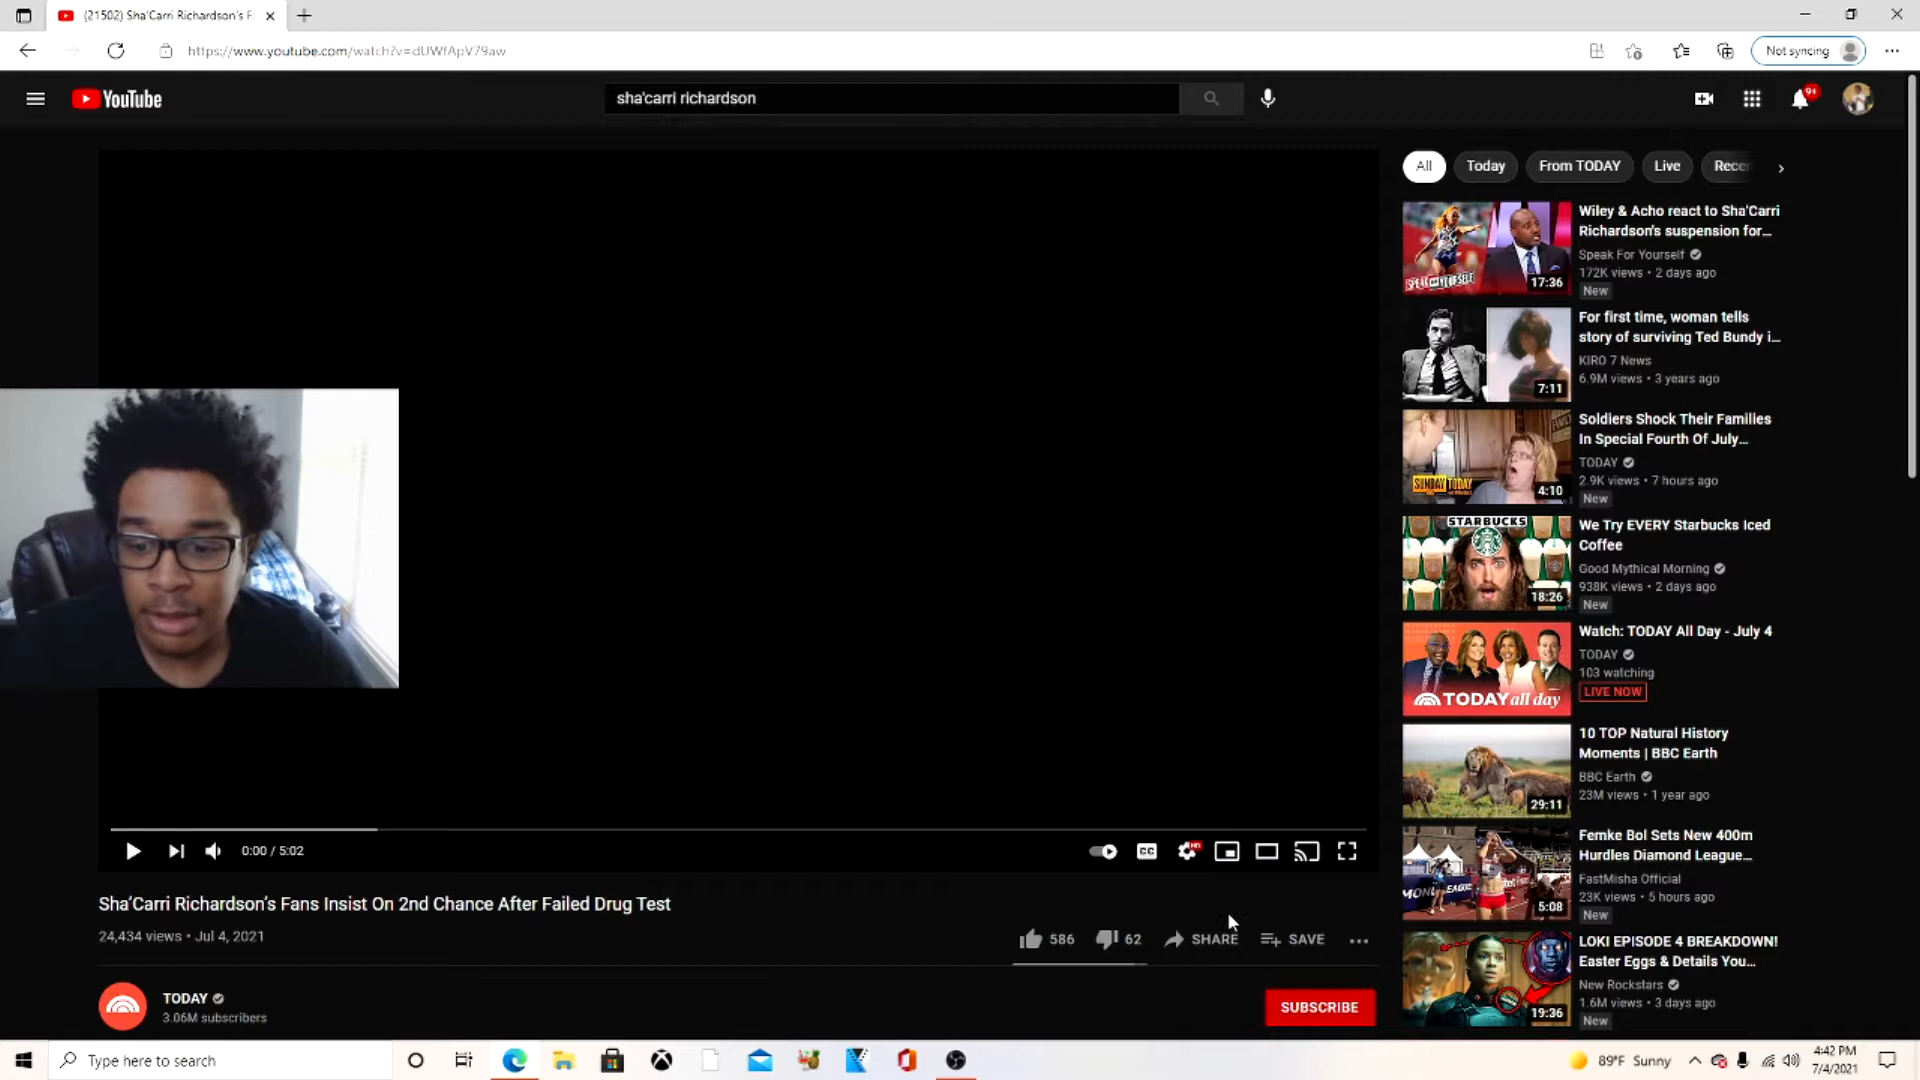 (21502) Sha'Carri Richardson's F
https://www.youtube.com/watch?v=dUWfApV79aw
Not syncing
YouTube
sha'carri richardson
9+
All
Today
From TODAY
Live
Recen
Wiley & Acho react to Sha'Carri
Richardson's suspension for...
Speak For Yourself
172K views • 2 days ago
New
17:36
For first time, woman tells
story of surviving Ted Bundy i...
KIRO 7 News
6.9M views • 3 years ago
7:11
Soldiers Shock Their Families
In Special Fourth Of July...
TODAY
2.9K views • 7 hours ago
New
SUNDAY TODAY
4:10
We Try EVERY Starbucks Iced
Coffee
Good Mythical Morning
938K views • 2 days ago
New
STARBUCKS
18:26
Watch: TODAY All Day - July 4
TODAY
103 watching
LIVE NOW
TODAY all day
10 TOP Natural History
Moments | BBC Earth
BBC Earth
23M views • 1 year ago
29:11
Femke Bol Sets New 400m
Hurdles Diamond League...
FastMisha Official
23K views • 5 hours ago
New
5:08
LOKI EPISODE 4 BREAKDOWN!
Easter Eggs & Details You...
New Rockstars
1.6M views • 3 days ago
New
19:36
0:00 / 5:02
CC
HD
Sha'Carri Richardson's Fans Insist On 2nd Chance After Failed Drug Test
24,434 views • Jul 4, 2021
586
62
SHARE
SAVE
TODAY
3.06M subscribers
SUBSCRIBE
Type here to search
89°F Sunny
4:42 PM
7/4/2021